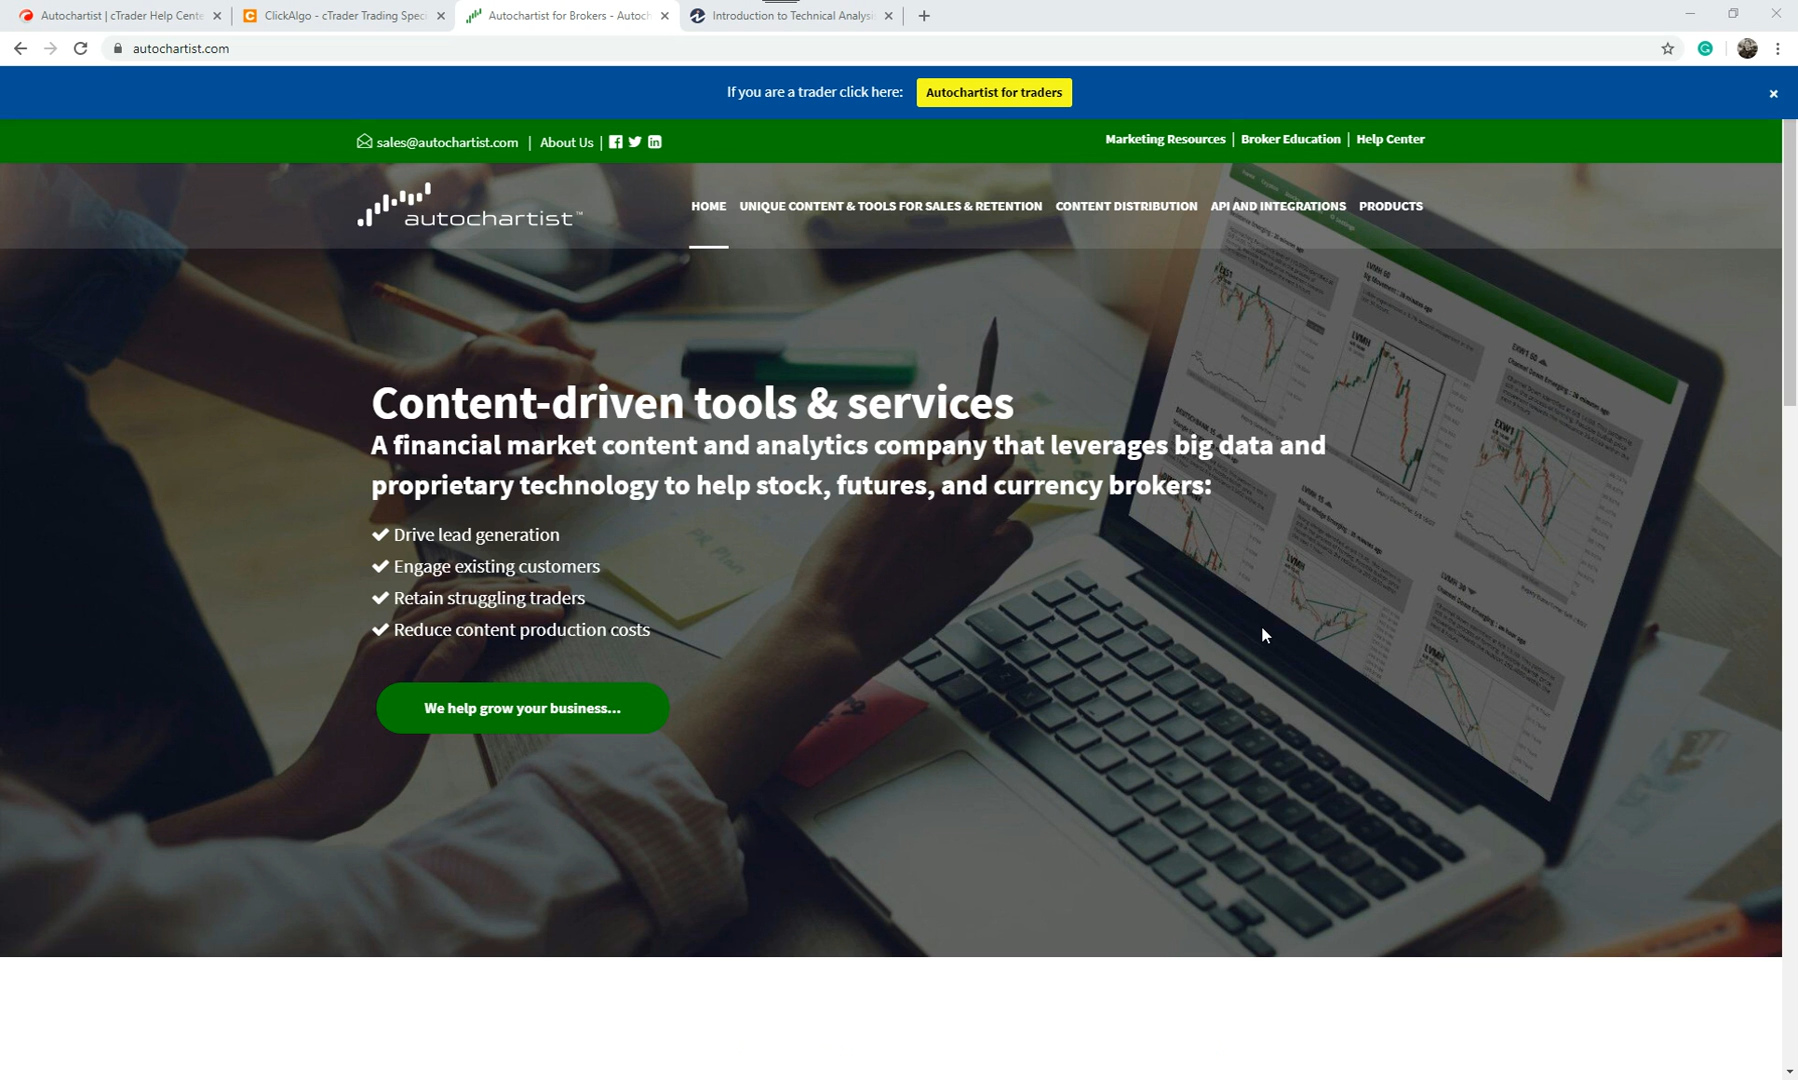 Autochartist | cTrader Help Cente
ClickAlgo - cTrader Trading Speci
Autochartist for Brokers - Autoch
Introduction to Technical Analysi
autochartist.com
If you are a trader click here:
Autochartist for traders
sales@autochartist.com | About Us |
Marketing Resources | Broker Education | Help Center
autochartist™
HOME
UNIQUE CONTENT & TOOLS FOR SALES & RETENTION
CONTENT DISTRIBUTION
API AND INTEGRATIONS
PRODUCTS
Content-driven tools & services
A financial market content and analytics company that leverages big data and
proprietary technology to help stock, futures, and currency brokers:
Drive lead generation
Engage existing customers
Retain struggling traders
Reduce content production costs
We help grow your business...